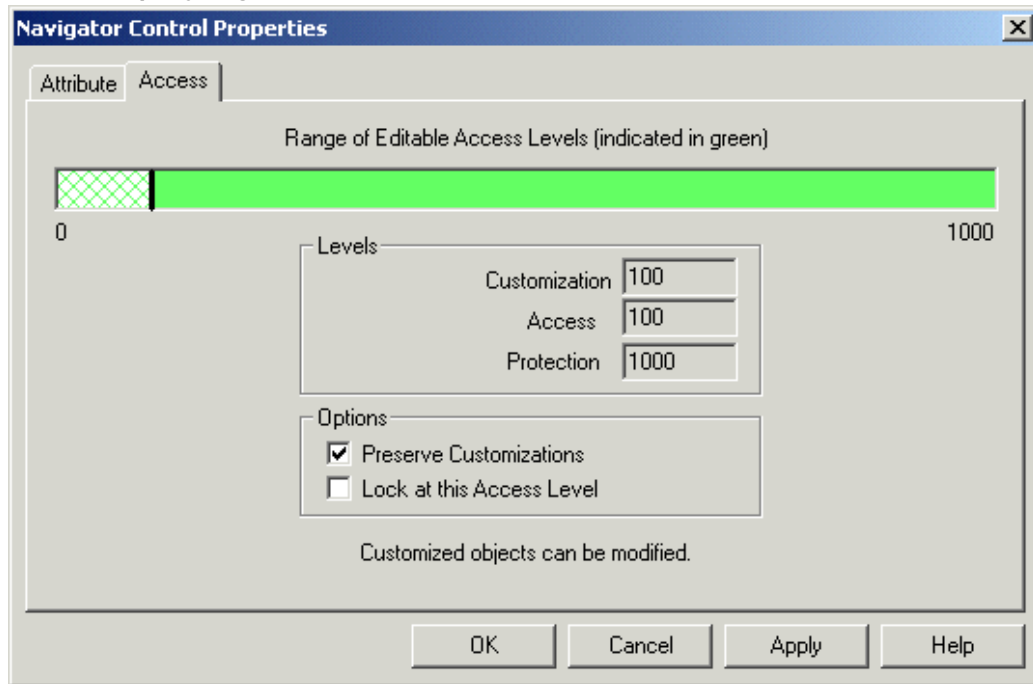 Navigator Control Properties
Attribute Access
Range of Editable Access Levels (indicated in green)
0 1000
Levels
Customization 100
Access 100
Protection 1000
Options
Preserve Customizations
Lock at this Access Level
Customized objects can be modified.
OK Cancel Apply Help